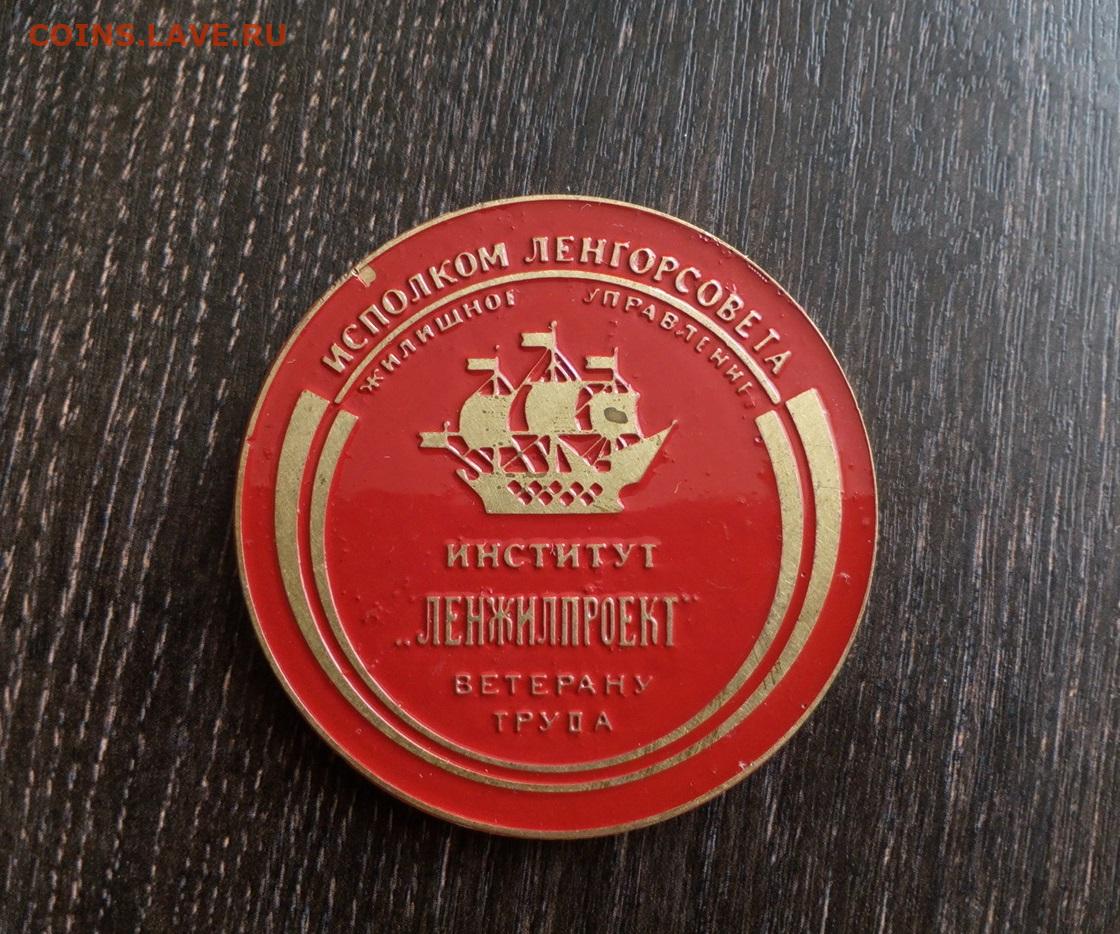 COINS.LAVE.RU
ИСПОЛКОМ ЛЕНГОРСОВЕТА
ЖИЛИЩНОЕ УПРАВЛЕНИЕ
ИНСТИТУТ
„ЛЕНЖИЛПРОЕКТ"
ВЕТЕРАНУ
ТРУДА